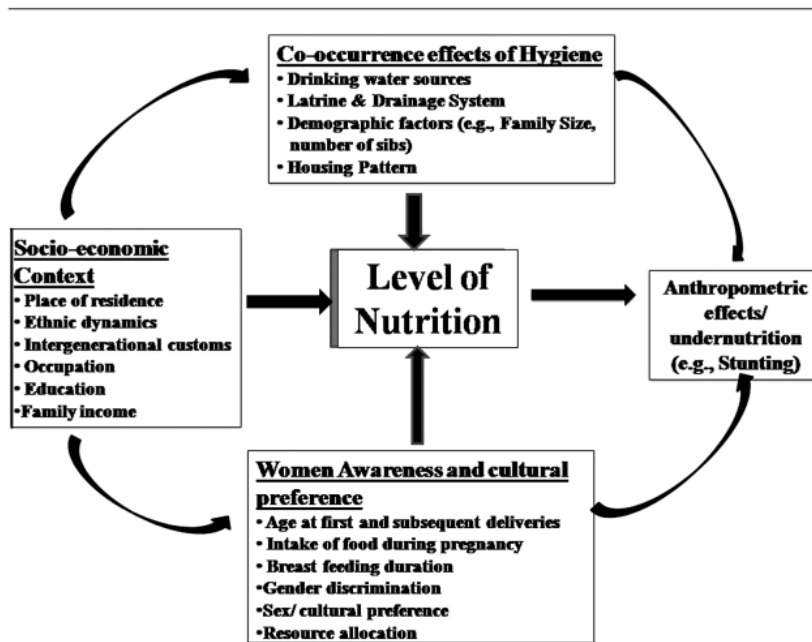 Co-occurrence effects of Hygiene
• Drinking water sources
• Latrine & Drainage System
• Demographic factors (e.g., Family Size,
number of sibs)
• Housing Pattern
Socio-economic
Context
• Place of residence
• Ethnic dynamics
• Intergenerational customs
• Occupation
• Education
•Family income
Level of
Nutrition
Anthropometric
effects/
undernutrition
(e.g., Stunting)
Women Awareness and cultural
preference
• Age at first and subsequent deliveries
• Intake of food during pregnancy
• Breast feeding duration
•Gender discrimination
•Sex/ cultural preference
•Resource allocation